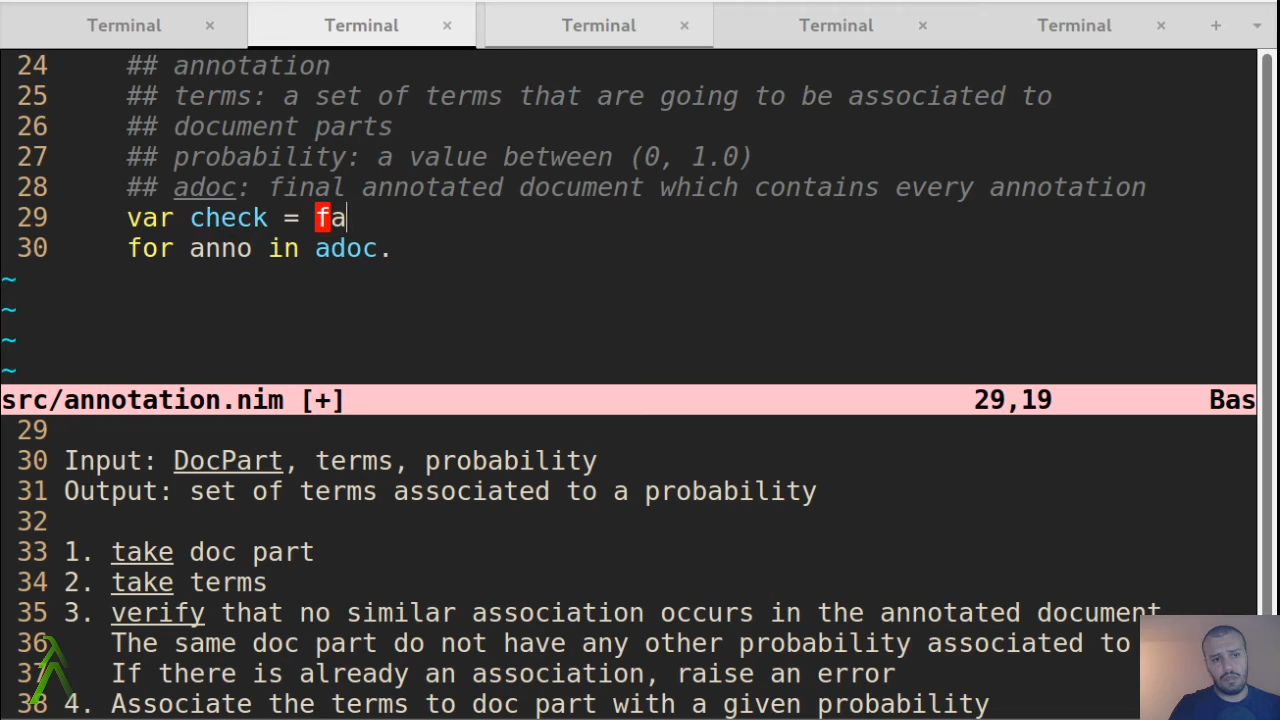 Terminal × Terminal × Terminal × Terminal × Terminal × +
24 ## annotation
25 ## terms: a set of terms that are going to be associated to
26 ## document parts
27 ## probability: a value between (0, 1.0)
28 ## adoc: final annotated document which contains every annotation
29 var check = fa
30 for anno in adoc.
~
~
~
~
src/annotation.nim [+] 29,19 Bas
29
30 Input: DocPart, terms, probability
31 Output: set of terms associated to a probability
32
33 1. take doc part
34 2. take terms
35 3. verify that no similar association occurs in the annotated document
36 The same doc part do not have any other probability associated to
37 If there is already an association, raise an error
38 4. Associate the terms to doc part with a given probability